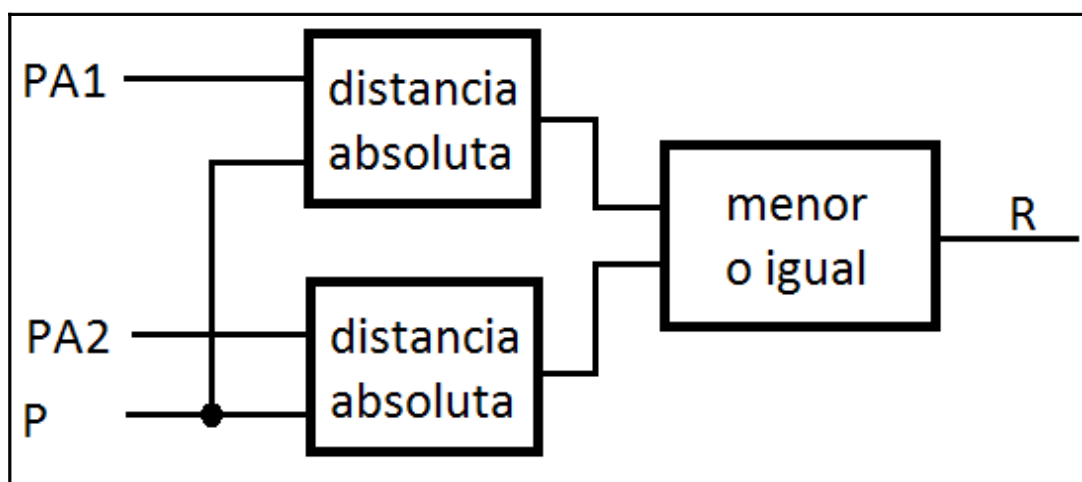 PA1
distancia
absoluta
menor
o igual
R
PA2
distancia
absoluta
P